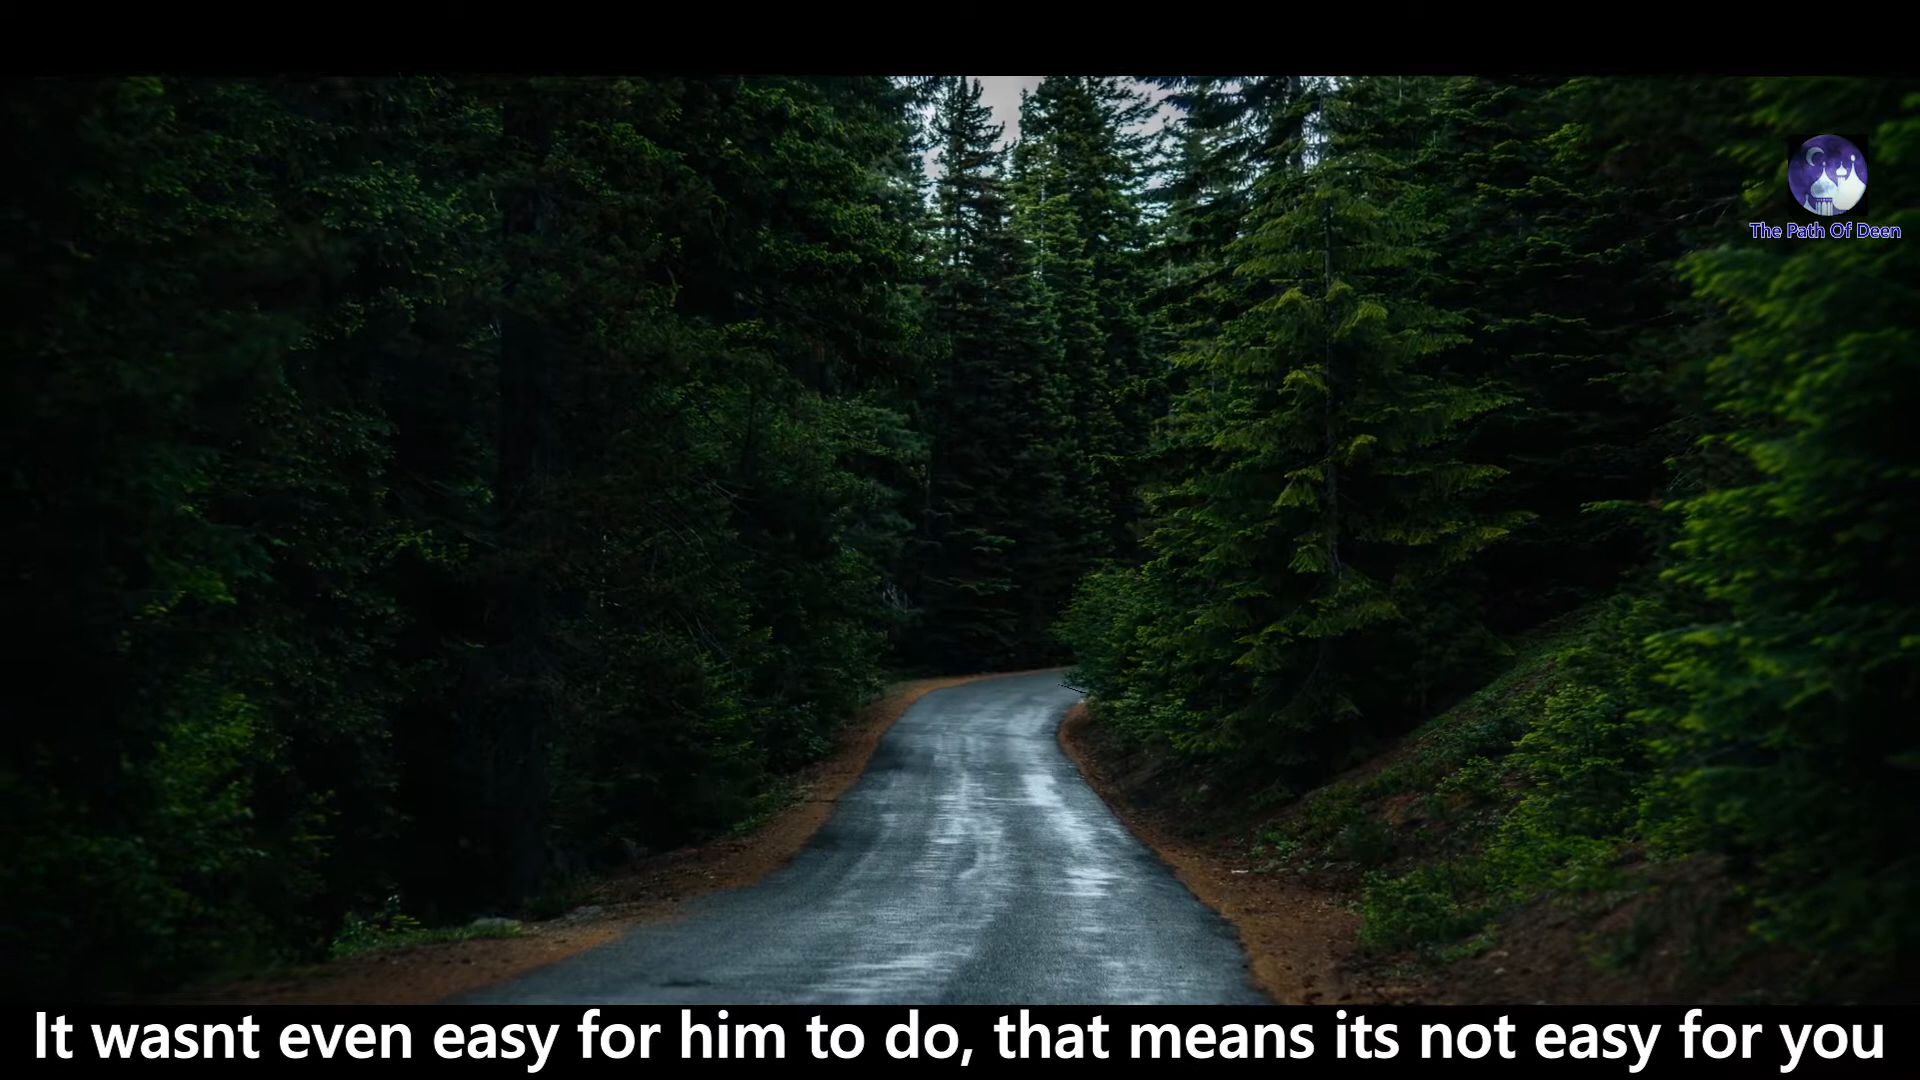 The Path Of Deen
It wasnt even easy for him to do, that means its not easy for you